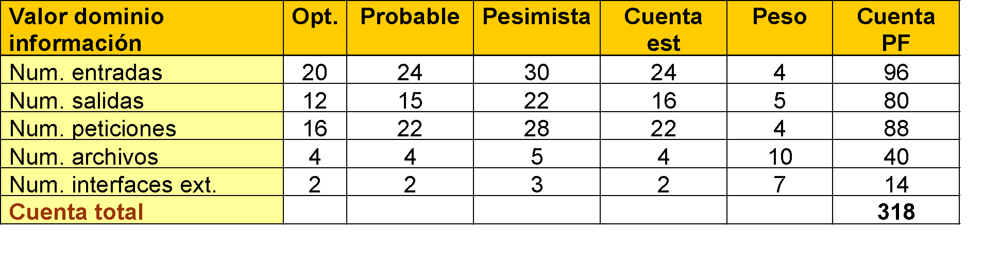 Valor dominio información Opt. Probable Pesimista Cuenta est Peso Cuenta PF
Num. entradas 20 24 30 24 4 96
Num. salidas 12 15 22 16 5 80
Num. peticiones 16 22 28 22 4 88
Num. archivos 4 4 5 4 10 40
Num. interfaces ext. 2 2 3 2 7 14
Cuenta total 318